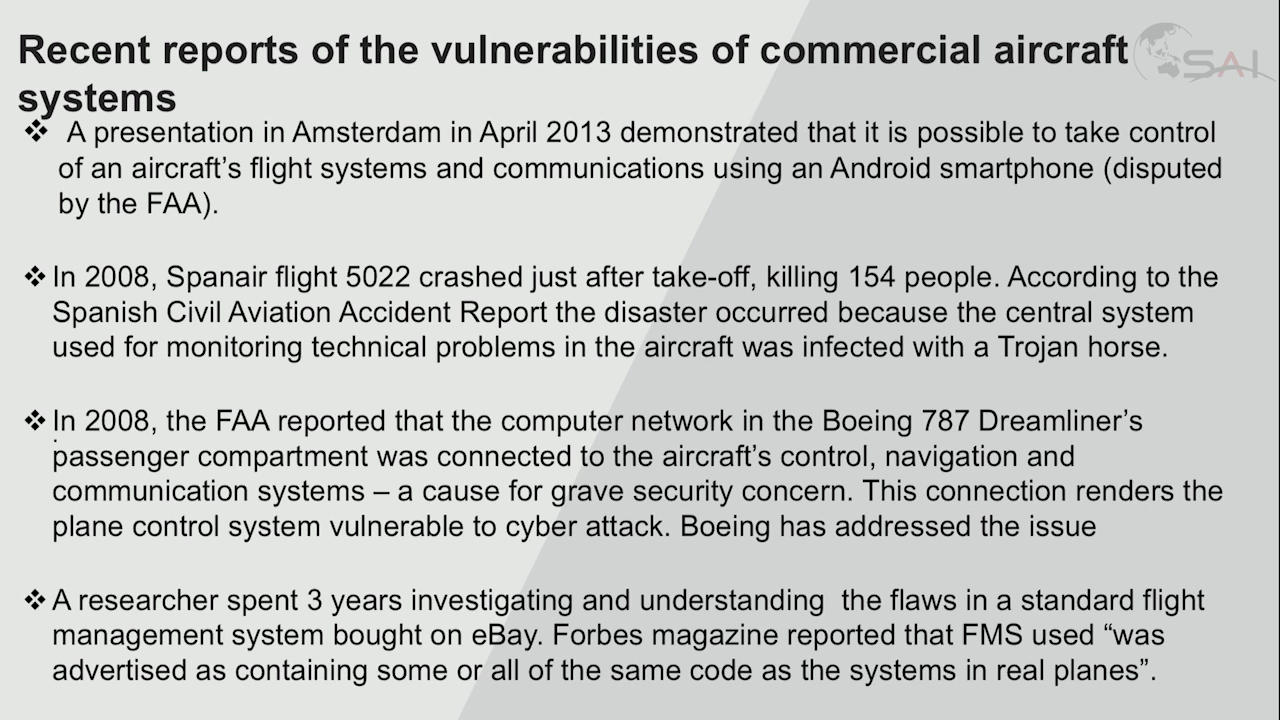 Recent reports of the vulnerabilities of commercial aircraft
systems
SAI
❖ A presentation in Amsterdam in April 2013 demonstrated that it is possible to take control
of an aircraft’s flight systems and communications using an Android smartphone (disputed
by the FAA).
❖ In 2008, Spanair flight 5022 crashed just after take-off, killing 154 people. According to the
Spanish Civil Aviation Accident Report the disaster occurred because the central system
used for monitoring technical problems in the aircraft was infected with a Trojan horse.
❖ In 2008, the FAA reported that the computer network in the Boeing 787 Dreamliner’s
passenger compartment was connected to the aircraft’s control, navigation and
communication systems – a cause for grave security concern. This connection renders the
plane control system vulnerable to cyber attack. Boeing has addressed the issue
❖ A researcher spent 3 years investigating and understanding  the flaws in a standard flight
management system bought on eBay. Forbes magazine reported that FMS used “was
advertised as containing some or all of the same code as the systems in real planes”.